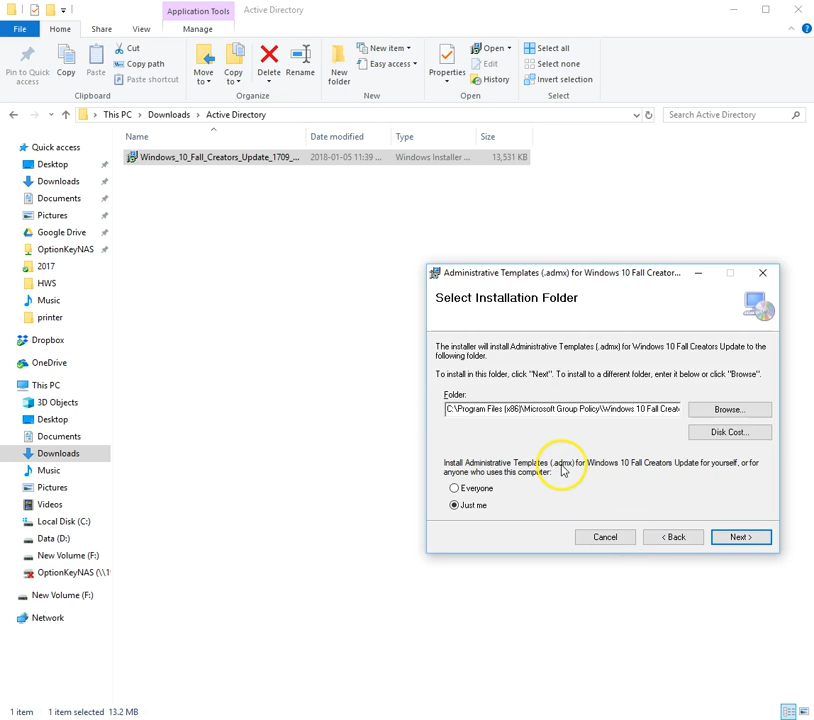 Application Tools Active Directory
File Home Share View Manage
Pin to Quick access
Copy
Paste
Cut
Copy path
Paste shortcut
Clipboard
Move to
Copy to
Delete
Rename
Organize
New folder
New item
Easy access
New
Properties
Open
Edit
History
Open
Select all
Select none
Invert selection
Select
This PC > Downloads > Active Directory
Search Active Directory
Name Date modified Type Size
Windows_10_Fall_Creators_Update_1709_... 2018-01-05 11:39 ... Windows Installer ... 13,531 KB
Quick access
Desktop
Downloads
Documents
Pictures
Google Drive
OptionKeyNAS
2017
HWS
Music
printer
Dropbox
OneDrive
This PC
3D Objects
Desktop
Documents
Downloads
Music
Pictures
Videos
Local Disk (C:)
Data (D:)
New Volume (F:)
OptionKeyNAS (\\1
New Volume (F:)
Network
Administrative Templates (.admx) for Windows 10 Fall Creator...
Select Installation Folder
The installer will install Administrative Templates (.admx) for Windows 10 Fall Creators Update to the
following folder.
To install in this folder, click "Next". To install to a different folder, enter it below or click "Browse".
Folder:
C:\Program Files (x86)\Microsoft Group Policy\Windows 10 Fall Creat
Browse...
Disk Cost...
Install Administrative Templates (.admx) for Windows 10 Fall Creators Update for yourself, or for
anyone who uses this computer:
Everyone
Just me
Cancel < Back Next >
1 item 1 item selected 13.2 MB